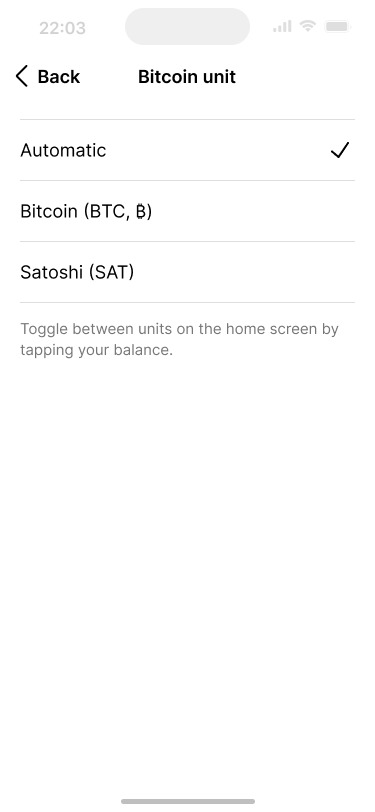 22:03
Back
Bitcoin unit
Automatic
Bitcoin (BTC, ₿)
Satoshi (SAT)
Toggle between units on the home screen by
tapping your balance.